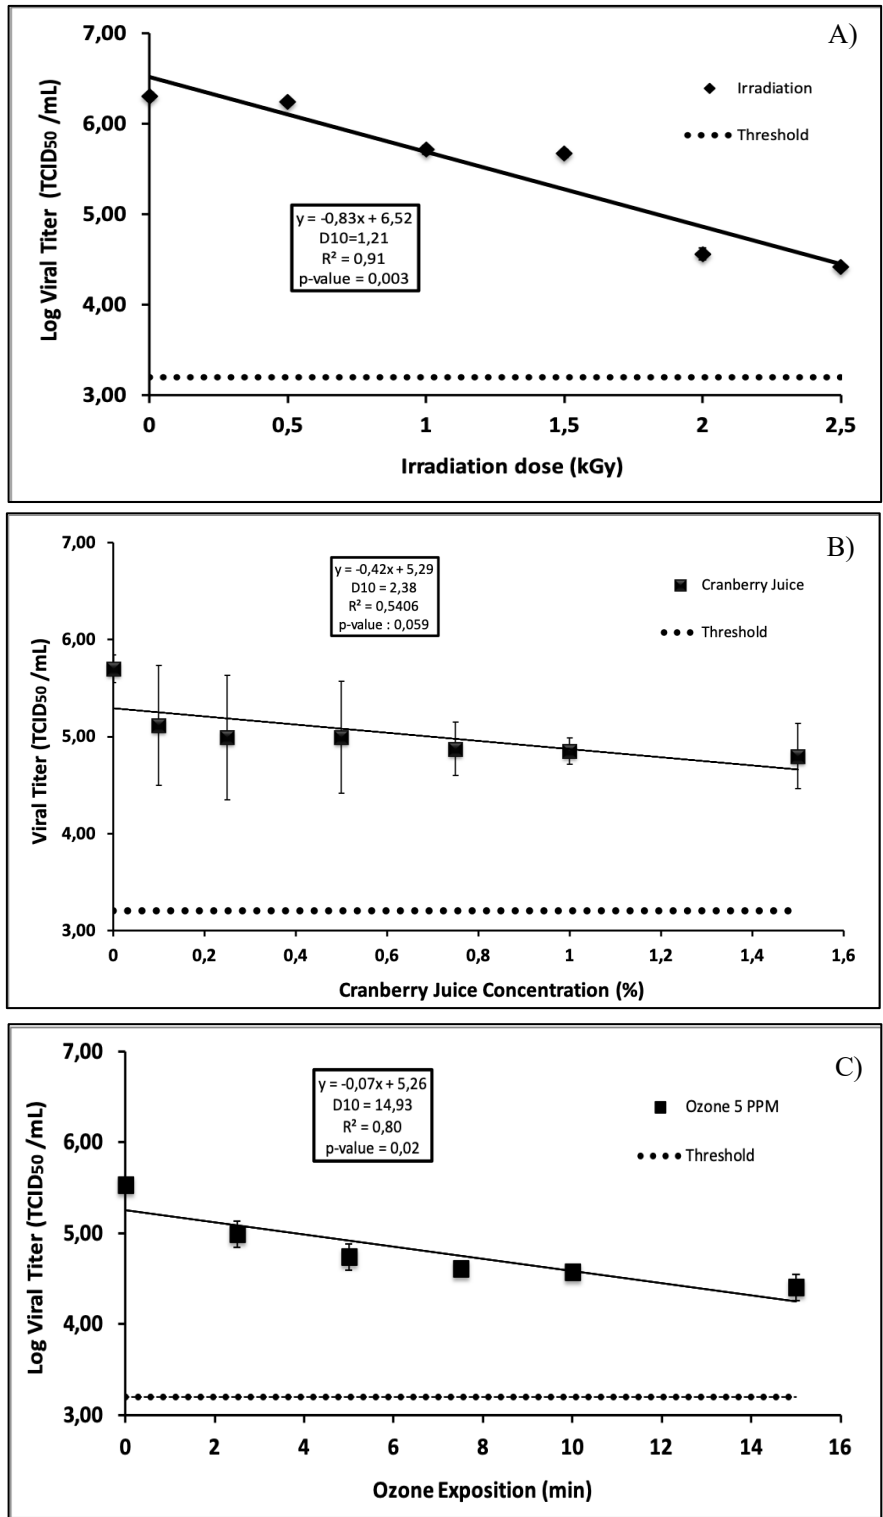 A)
7,00
6,00
5,00
4,00
3,00
Log Viral Titer (TCID50 /mL)
Irradiation
Threshold
y = -0,83x + 6,52
D10=1,21
R² = 0,91
p-value = 0,003
0 0,5 1 1,5 2 2,5
Irradiation dose (kGy)
B)
7,00
6,00
5,00
4,00
3,00
Viral Titer (TCID50 /mL)
y = -0,42x + 5,29
D10 = 2,38
R² = 0,5406
p-value : 0,059
Cranberry Juice
Threshold
0 0,2 0,4 0,6 0,8 1 1,2 1,4 1,6
Cranberry Juice Concentration (%)
C)
7,00
6,00
5,00
4,00
3,00
Log Viral Titer (TCID50 /mL)
y = -0,07x + 5,26
D10 = 14,93
R² = 0,80
p-value = 0,02
Ozone 5 PPM
Threshold
0 2 4 6 8 10 12 14 16
Ozone Exposition (min)